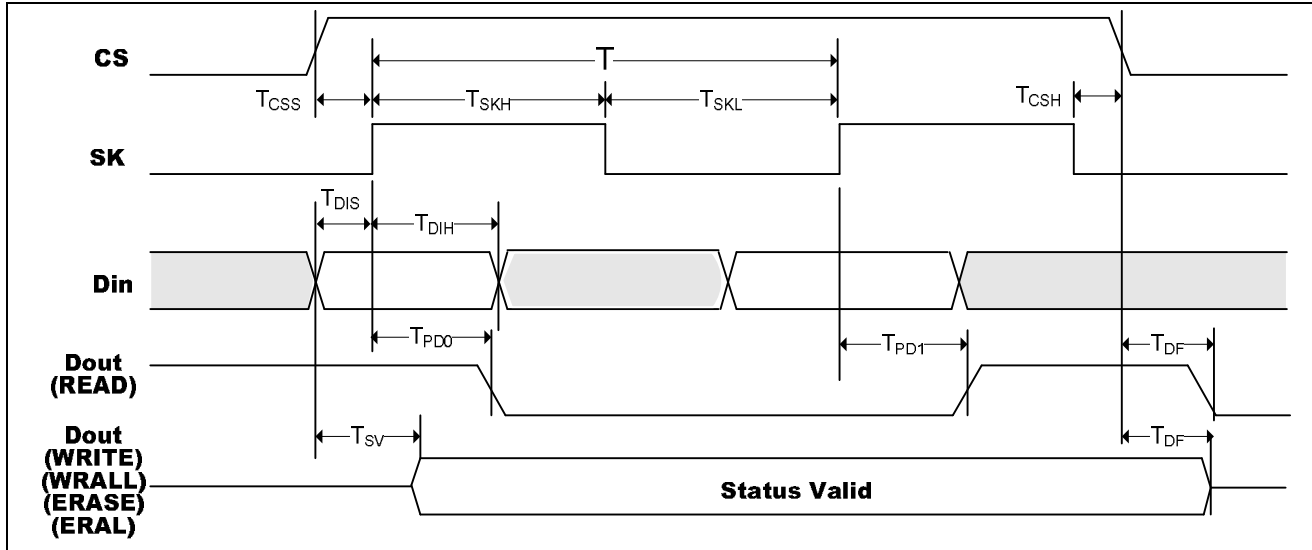 CS
T
TCSS
TSKH
TSKL
TCSH
SK
TDIS
TDIH
Din
TPD0
TPD1
TDF
Dout
(READ)
Dout
(WRITE)
(WRALL)
(ERASE)
(ERAL)
TSV
TDF
Status Valid